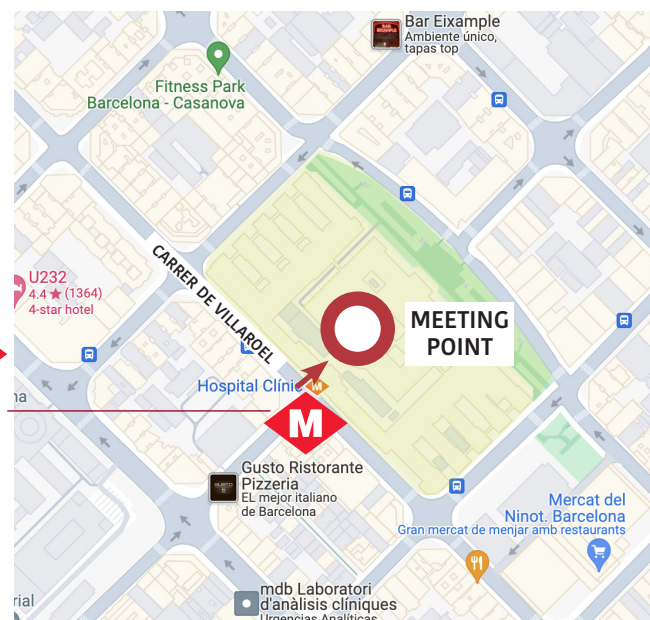 Bar Eixample
Ambiente único,
tapas top
Fitness Park
Barcelona - Casanova
CARRER DE VILLAROEL
U232
4.4 ★ (1364)
4-star hotel
MEETING
POINT
Hospital Clínic
M
M
Gusto Ristorante
Pizzeria
EL mejor italiano
de Barcelona
Mercat del
Ninot. Barcelona
Gran mercat de menjar amb restaurants
mdb Laboratori
d'anàlisis clíniques
Urgencias Analíticas